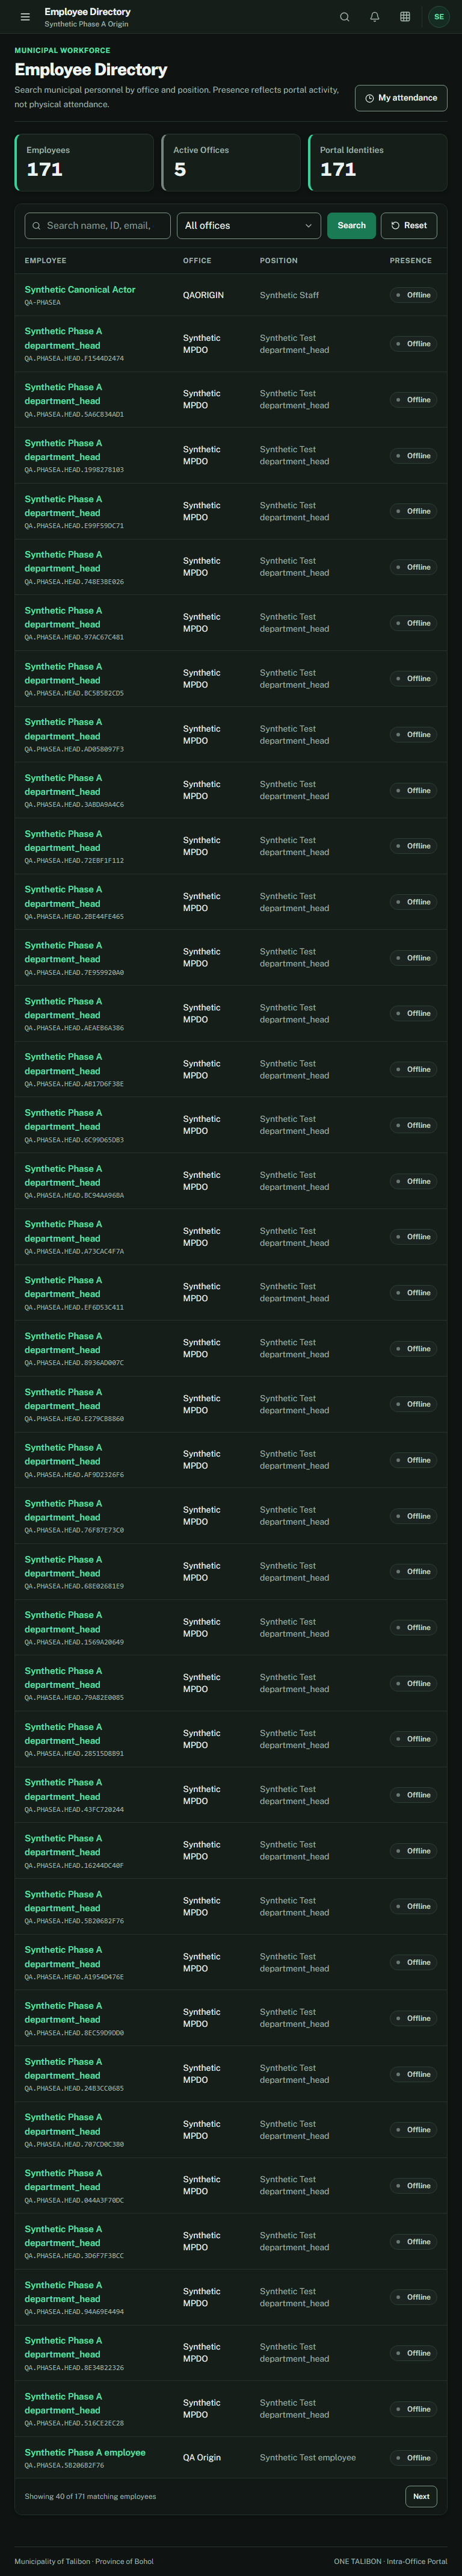 Employee Directory
Synthetic Phase A Origin
SE
MUNICIPAL WORKFORCE
Employee Directory
Search municipal personnel by office and position. Presence reflects portal activity,
not physical attendance.
My attendance
Employees
171
Active Offices
5
Portal Identities
171
Search name, ID, email,
All offices
Search
Reset
EMPLOYEE OFFICE POSITION PRESENCE
Synthetic Canonical Actor
QA-PHASEA
QAORIGIN
Synthetic Staff
Offline
Synthetic Phase A
department_head
QA.PHASEA.HEAD.F1544D2474
Synthetic
MPDO
Synthetic Test
department_head
Offline
Synthetic Phase A
department_head
QA.PHASEA.HEAD.5A6C834AD1
Synthetic
MPDO
Synthetic Test
department_head
Offline
Synthetic Phase A
department_head
QA.PHASEA.HEAD.1998278103
Synthetic
MPDO
Synthetic Test
department_head
Offline
Synthetic Phase A
department_head
QA.PHASEA.HEAD.E99F59DC71
Synthetic
MPDO
Synthetic Test
department_head
Offline
Synthetic Phase A
department_head
QA.PHASEA.HEAD.748E3BE026
Synthetic
MPDO
Synthetic Test
department_head
Offline
Synthetic Phase A
department_head
QA.PHASEA.HEAD.97AC67C481
Synthetic
MPDO
Synthetic Test
department_head
Offline
Synthetic Phase A
department_head
QA.PHASEA.HEAD.BC5B582CD5
Synthetic
MPDO
Synthetic Test
department_head
Offline
Synthetic Phase A
department_head
QA.PHASEA.HEAD.AD058097F3
Synthetic
MPDO
Synthetic Test
department_head
Offline
Synthetic Phase A
department_head
QA.PHASEA.HEAD.3ABDA9A4C6
Synthetic
MPDO
Synthetic Test
department_head
Offline
Synthetic Phase A
department_head
QA.PHASEA.HEAD.72EBF1F112
Synthetic
MPDO
Synthetic Test
department_head
Offline
Synthetic Phase A
department_head
QA.PHASEA.HEAD.2BE44FE465
Synthetic
MPDO
Synthetic Test
department_head
Offline
Synthetic Phase A
department_head
QA.PHASEA.HEAD.7E959920A0
Synthetic
MPDO
Synthetic Test
department_head
Offline
Synthetic Phase A
department_head
QA.PHASEA.HEAD.AEAEB6A386
Synthetic
MPDO
Synthetic Test
department_head
Offline
Synthetic Phase A
department_head
QA.PHASEA.HEAD.AB17D6F38E
Synthetic
MPDO
Synthetic Test
department_head
Offline
Synthetic Phase A
department_head
QA.PHASEA.HEAD.6C99D65DB3
Synthetic
MPDO
Synthetic Test
department_head
Offline
Synthetic Phase A
department_head
QA.PHASEA.HEAD.BC94AA96BA
Synthetic
MPDO
Synthetic Test
department_head
Offline
Synthetic Phase A
department_head
QA.PHASEA.HEAD.A73CAC4F7A
Synthetic
MPDO
Synthetic Test
department_head
Offline
Synthetic Phase A
department_head
QA.PHASEA.HEAD.EF6D53C411
Synthetic
MPDO
Synthetic Test
department_head
Offline
Synthetic Phase A
department_head
QA.PHASEA.HEAD.8936AD007C
Synthetic
MPDO
Synthetic Test
department_head
Offline
Synthetic Phase A
department_head
QA.PHASEA.HEAD.E279CB8860
Synthetic
MPDO
Synthetic Test
department_head
Offline
Synthetic Phase A
department_head
QA.PHASEA.HEAD.AF9D2326F6
Synthetic
MPDO
Synthetic Test
department_head
Offline
Synthetic Phase A
department_head
QA.PHASEA.HEAD.76F87E73C0
Synthetic
MPDO
Synthetic Test
department_head
Offline
Synthetic Phase A
department_head
QA.PHASEA.HEAD.68E02681E9
Synthetic
MPDO
Synthetic Test
department_head
Offline
Synthetic Phase A
department_head
QA.PHASEA.HEAD.1569A20649
Synthetic
MPDO
Synthetic Test
department_head
Offline
Synthetic Phase A
department_head
QA.PHASEA.HEAD.79A82E0085
Synthetic
MPDO
Synthetic Test
department_head
Offline
Synthetic Phase A
department_head
QA.PHASEA.HEAD.28515D8B91
Synthetic
MPDO
Synthetic Test
department_head
Offline
Synthetic Phase A
department_head
QA.PHASEA.HEAD.43FC720244
Synthetic
MPDO
Synthetic Test
department_head
Offline
Synthetic Phase A
department_head
QA.PHASEA.HEAD.16244DC40F
Synthetic
MPDO
Synthetic Test
department_head
Offline
Synthetic Phase A
department_head
QA.PHASEA.HEAD.5B206B2F76
Synthetic
MPDO
Synthetic Test
department_head
Offline
Synthetic Phase A
department_head
QA.PHASEA.HEAD.A1954D476E
Synthetic
MPDO
Synthetic Test
department_head
Offline
Synthetic Phase A
department_head
QA.PHASEA.HEAD.8EC59D9DD0
Synthetic
MPDO
Synthetic Test
department_head
Offline
Synthetic Phase A
department_head
QA.PHASEA.HEAD.24B3CC0685
Synthetic
MPDO
Synthetic Test
department_head
Offline
Synthetic Phase A
department_head
QA.PHASEA.HEAD.707CD0C380
Synthetic
MPDO
Synthetic Test
department_head
Offline
Synthetic Phase A
department_head
QA.PHASEA.HEAD.044A3F70DC
Synthetic
MPDO
Synthetic Test
department_head
Offline
Synthetic Phase A
department_head
QA.PHASEA.HEAD.3D6F7F3BCC
Synthetic
MPDO
Synthetic Test
department_head
Offline
Synthetic Phase A
department_head
QA.PHASEA.HEAD.94A69E4494
Synthetic
MPDO
Synthetic Test
department_head
Offline
Synthetic Phase A
department_head
QA.PHASEA.HEAD.8E34B22326
Synthetic
MPDO
Synthetic Test
department_head
Offline
Synthetic Phase A
department_head
QA.PHASEA.HEAD.516CE2EC28
Synthetic
MPDO
Synthetic Test
department_head
Offline
Synthetic Phase A employee
QA.PHASEA.5B206B2F76
QA Origin
Synthetic Test employee
Offline
Showing 40 of 171 matching employees
Next
Municipality of Talibon · Province of Bohol
ONE TALIBON · Intra-Office Portal